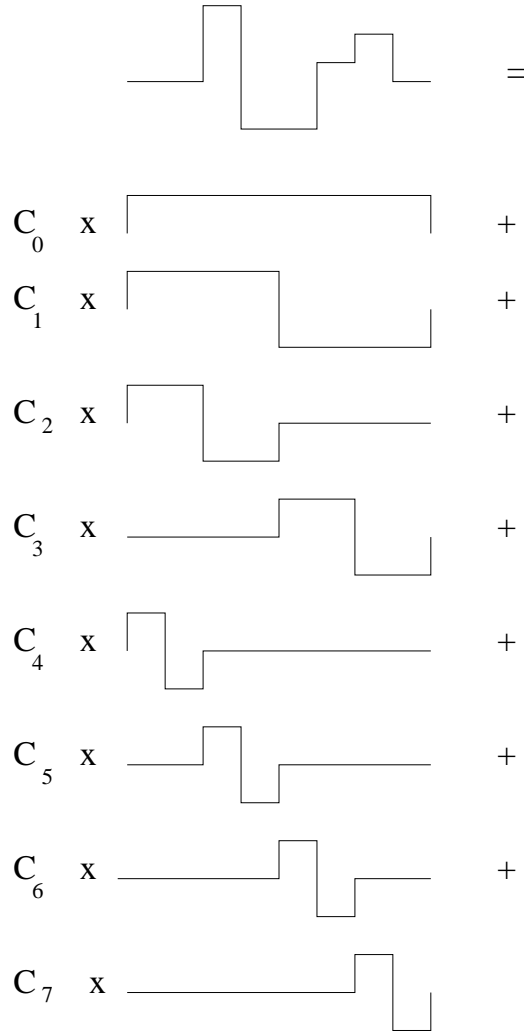 =
C₀ x +
C₁ x +
C₂ x +
C₃ x +
C₄ x +
C₅ x +
C₆ x +
C₇ x